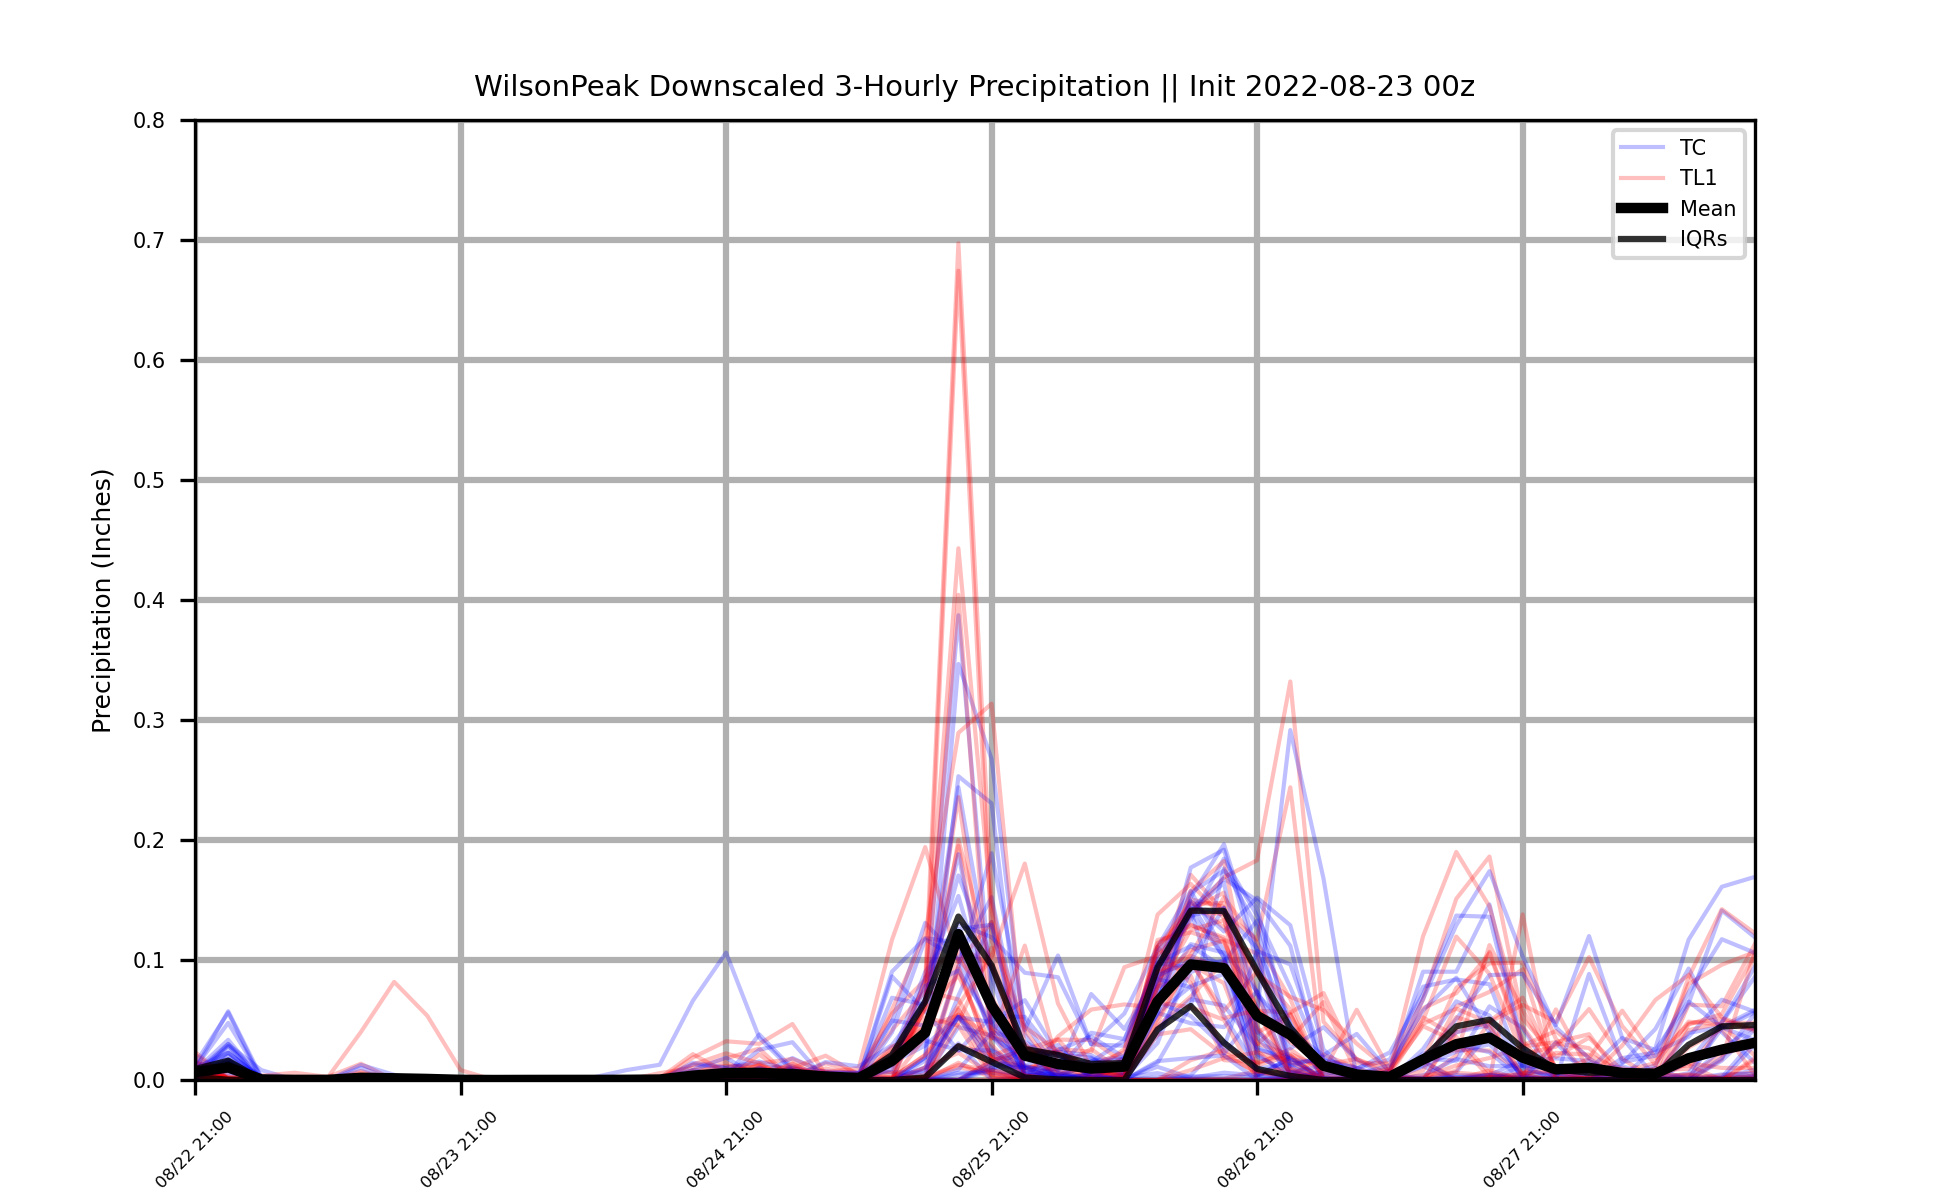 WilsonPeak Downscaled 3-Hourly Precipitation || Init 2022-08-23 00z
Precipitation (Inches)
0.8
0.7
0.6
0.5
0.4
0.3
0.2
0.1
0.0
TC
TL1
Mean
IQRs
08/22 21:00
08/23 21:00
08/24 21:00
08/25 21:00
08/26 21:00
08/27 21:00